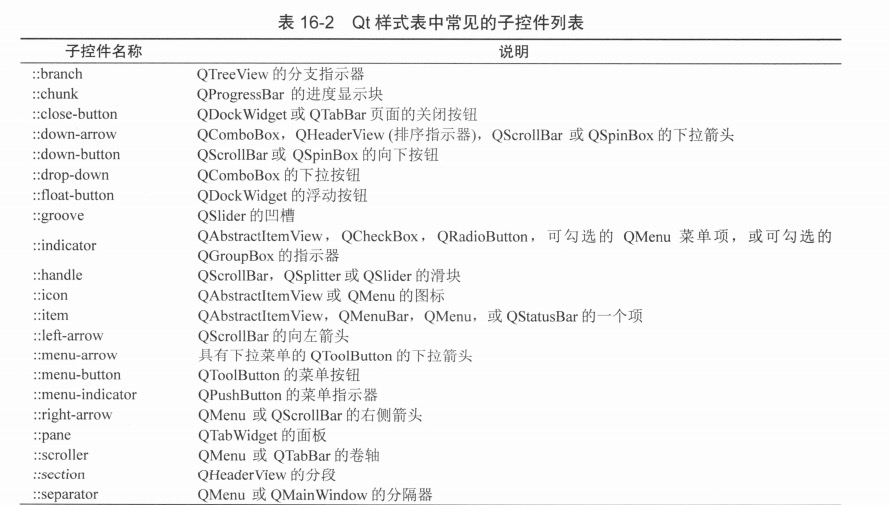 表 16-2 Qt 样式表中常见的子控件列表
子控件名称 说明
::branch QTreeView 的分支指示器
::chunk QProgressBar 的进度显示块
::close-button QDockWidget 或 QTabBar 页面的关闭按钮
::down-arrow QComboBox，QHeaderView (排序指示器)，QScrollBar 或 QSpinBox 的下拉箭头
::down-button QScrollBar 或 QSpinBox 的向下按钮
::drop-down QComboBox 的下拉按钮
::float-button QDockWidget 的浮动按钮
::groove QSlider 的凹槽
::indicator QAbstractItemView，QCheckBox，QRadioButton，可勾选的 QMenu 菜单项，或可勾选的
QGroupBox 的指示器
::handle QScrollBar，QSplitter 或 QSlider 的滑块
::icon QAbstractItemView 或 QMenu 的图标
::item QAbstractItemView，QMenuBar，QMenu，或 QStatusBar 的一个项
::left-arrow QScrollBar 的向左箭头
::menu-arrow 具有下拉菜单的 QToolButton 的下拉箭头
::menu-button QToolButton 的菜单按钮
::menu-indicator QPushButton 的菜单指示器
::right-arrow QMenu 或 QScrollBar 的右侧箭头
::pane QTabWidget 的面板
::scroller QMenu 或 QTabBar 的卷轴
::section QHeaderView 的分段
::separator QMenu 或 QMainWindow 的分隔器